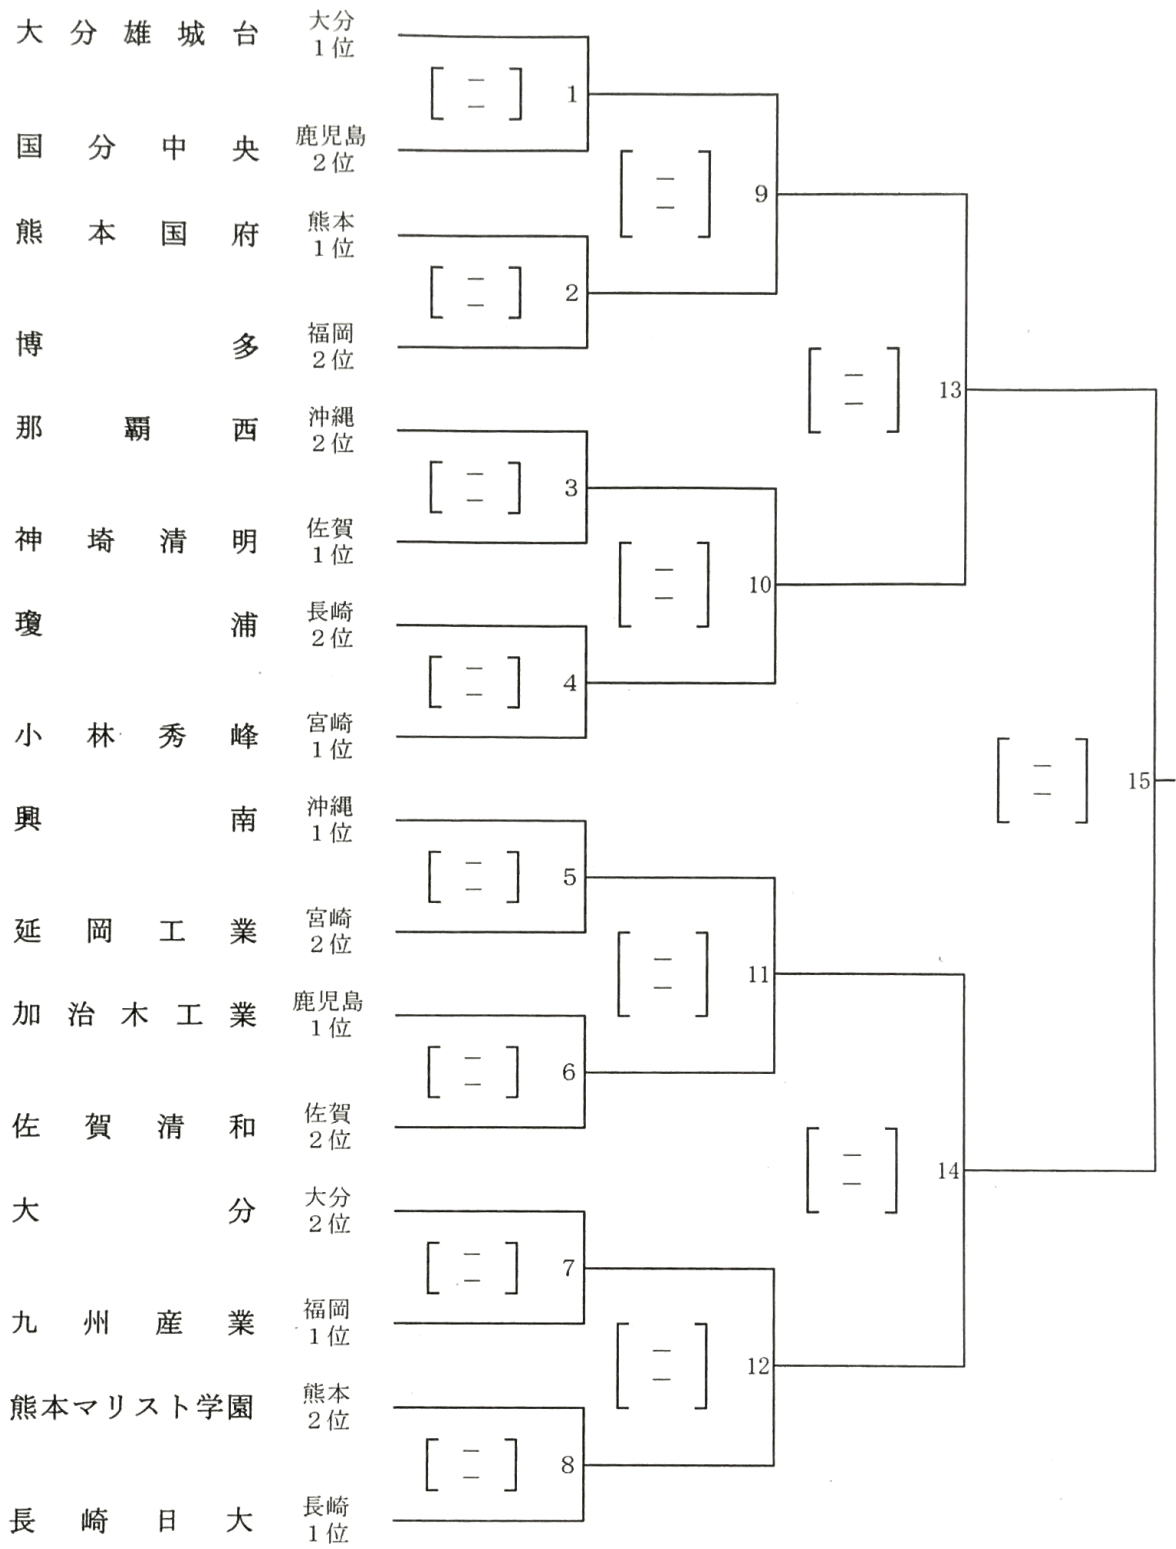 大分雄城台 大分
1位
1
国分中央 鹿児島
2位
9
熊本国府 熊本
1位
2
博多 福岡
2位
13
那覇西 沖縄
2位
3
神埼清明 佐賀
1位
10
瓊浦 長崎
2位
4
小林秀峰 宮崎
1位
15
興南 沖縄
1位
5
延岡工業 宮崎
2位
11
加治木工業 鹿児島
1位
6
佐賀清和 佐賀
2位
14
大分 大分
2位
7
九州産業 福岡
1位
12
熊本マリスト学園 熊本
2位
8
長崎日大 長崎
1位